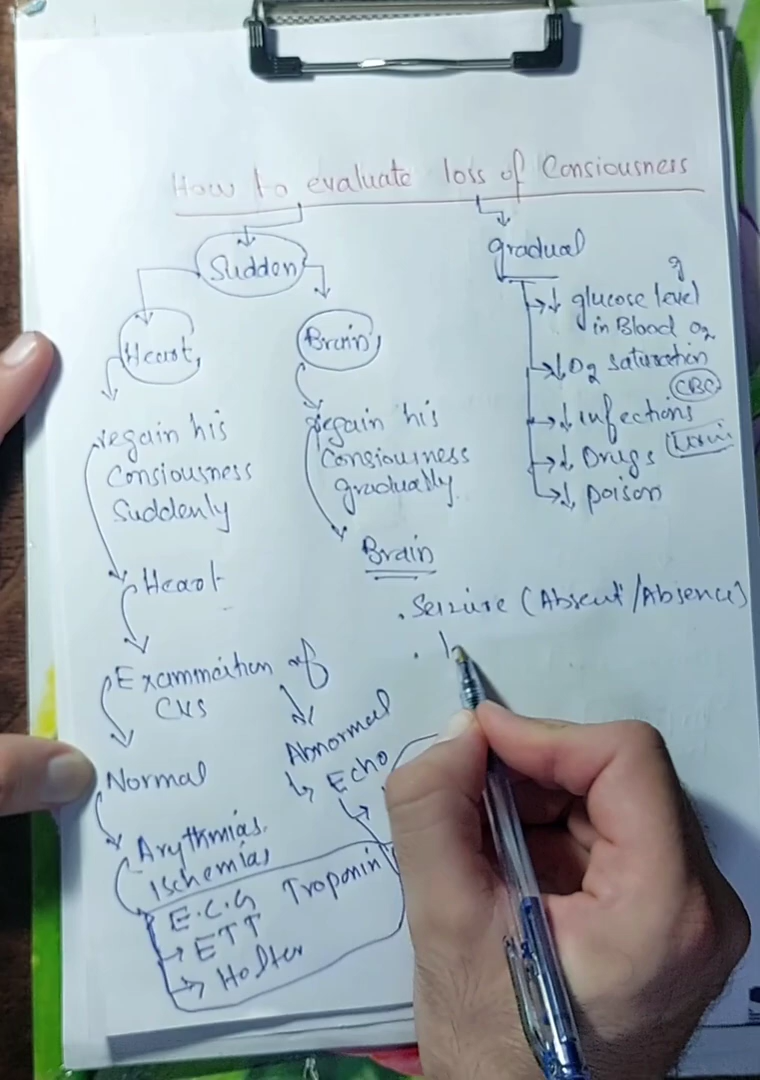 How to evaluate loss of Consiousness
Sudden
Heart,
regain his
Consiousness
Suddenly
Heart
Examination of
CVS
Normal
Arythmias.
Ischemias
E.C.G Troponin
ETT
Holter
Abnormal
Echo
Brain,
regain his
Consiousness
gradually.
Brain
. Seizure (Absent/Absence)
.
gradual
↓ glucose level
in Blood
↓ O2 saturation
CBC
↓ infections
↓ Drugs
↓ poison